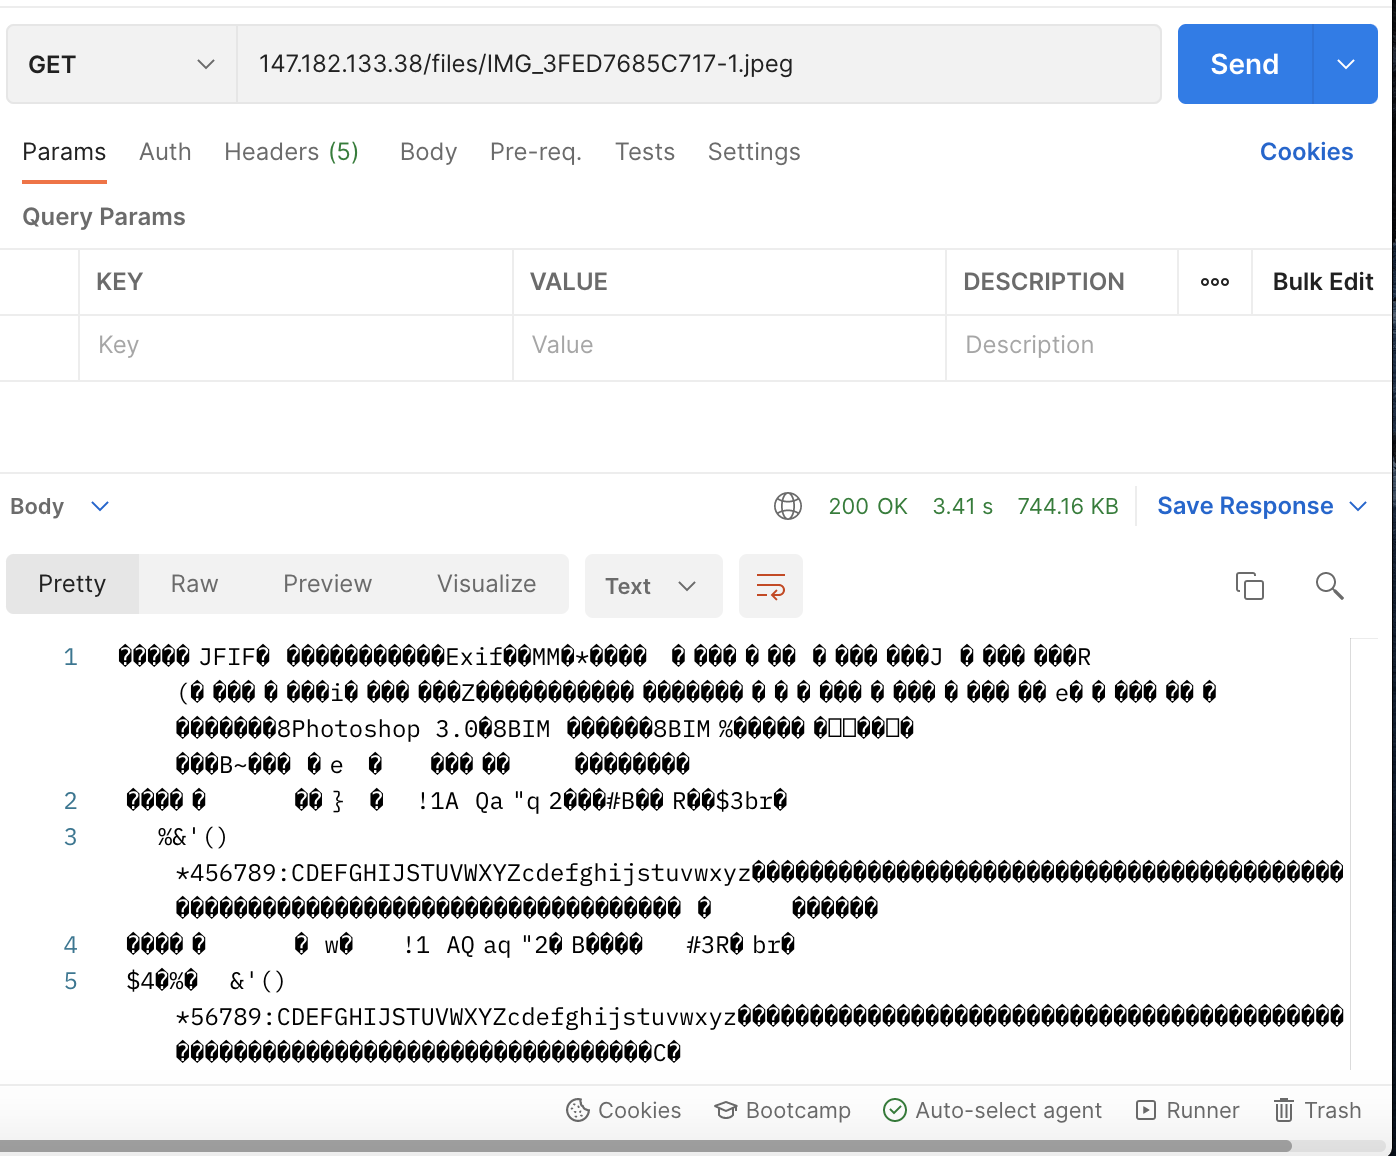 GET 147.182.133.38/files/IMG_3FED7685C717-1.jpeg Send
Params Auth Headers (5) Body Pre-req. Tests Settings Cookies
Query Params
KEY VALUE DESCRIPTION ooo Bulk Edit
Key Value Description
Body 200 OK 3.41 s 744.16 KB Save Response
Pretty Raw Preview Visualize Text
1 JFIF Exif MM * J R
( i Z e
8Photoshop 3.0 8BIM 8BIM %
B~ e
2 } !1A Qa "q 2 #B R $3br
3 %&'()
*456789:CDEFGHIJSTUVWXYZcdefghijstuvwxyz
4 w !1 AQ aq "2 B #3R br
5 $4 % &'()
*56789:CDEFGHIJSTUVWXYZcdefghijstuvwxyz
C
Cookies Bootcamp Auto-select agent Runner Trash